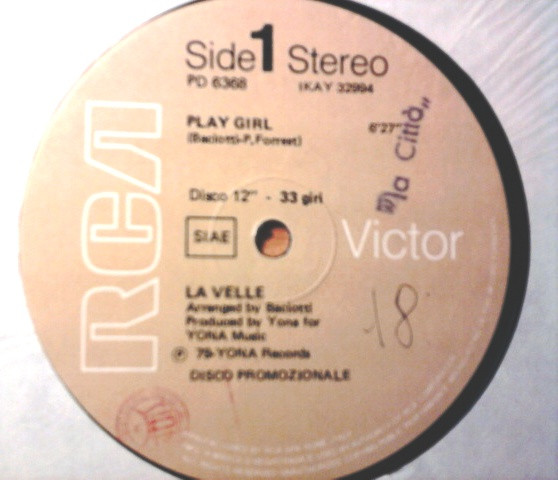 Side 1 Stereo
PD 6368 (KAY 32994
PLAY GIRL 6'27"
(Baciotti-P. Forrest)
la Città„
Disco 12" - 33 giri
SIAE
RCA
Victor
LA VELLE
Arranged by Baciotti
Produced by Yona for
YONA Music
℗ 79-YONA Records
DISCO PROMOZIONALE
18